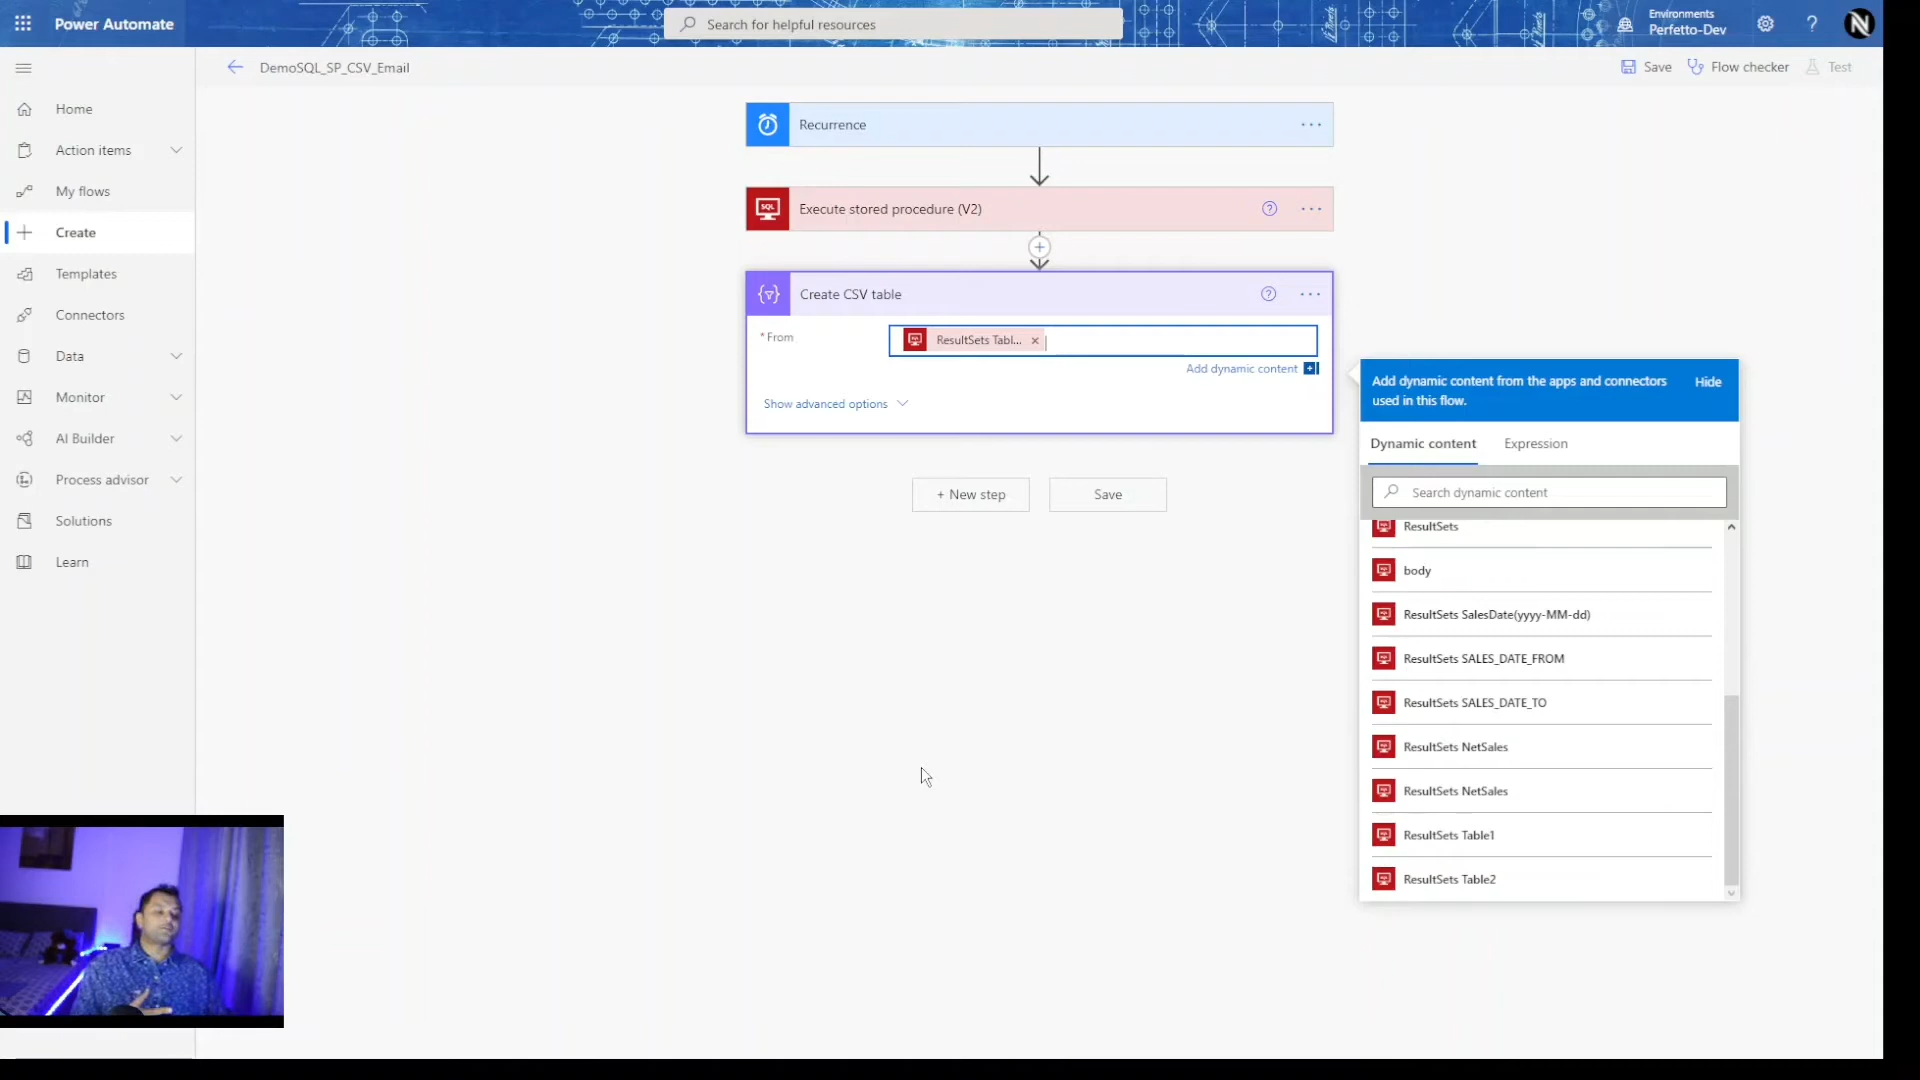 Power Automate
Search for helpful resources
Environments
Perfetto-Dev
?
N
DemoSQL_SP_CSV_Email
Save
Flow checker
Test
Home
Action items
My flows
Create
Templates
Connectors
Data
Monitor
AI Builder
Process advisor
Solutions
Learn
Recurrence
SQL
Execute stored procedure (V2)
?
Create CSV table
?
* From
ResultSets Tabl...
Add dynamic content
Show advanced options
+ New step
Save
Add dynamic content from the apps and connectors
used in this flow.
Hide
Dynamic content
Expression
Search dynamic content
ResultSets
body
ResultSets SalesDate(yyyy-MM-dd)
ResultSets SALES_DATE_FROM
ResultSets SALES_DATE_TO
ResultSets NetSales
ResultSets NetSales
ResultSets Table1
ResultSets Table2